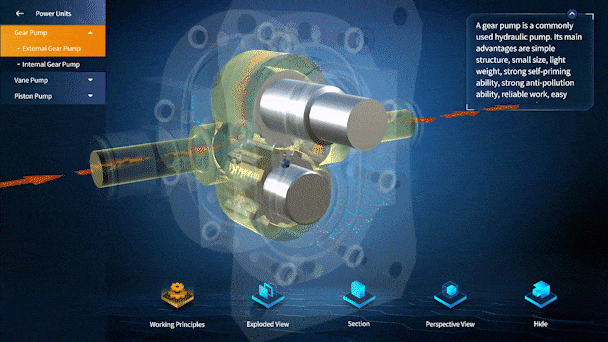 Power Units
Gear Pump
- External Gear Pump
- Internal Gear Pump
Vane Pump
Piston Pump
A gear pump is a commonly
used hydraulic pump. Its main
advantages are simple
structure, small size, light
weight, strong self-priming
ability, strong anti-pollution
ability, reliable work, easy
Working Principles
Exploded View
Section
Perspective View
Hide